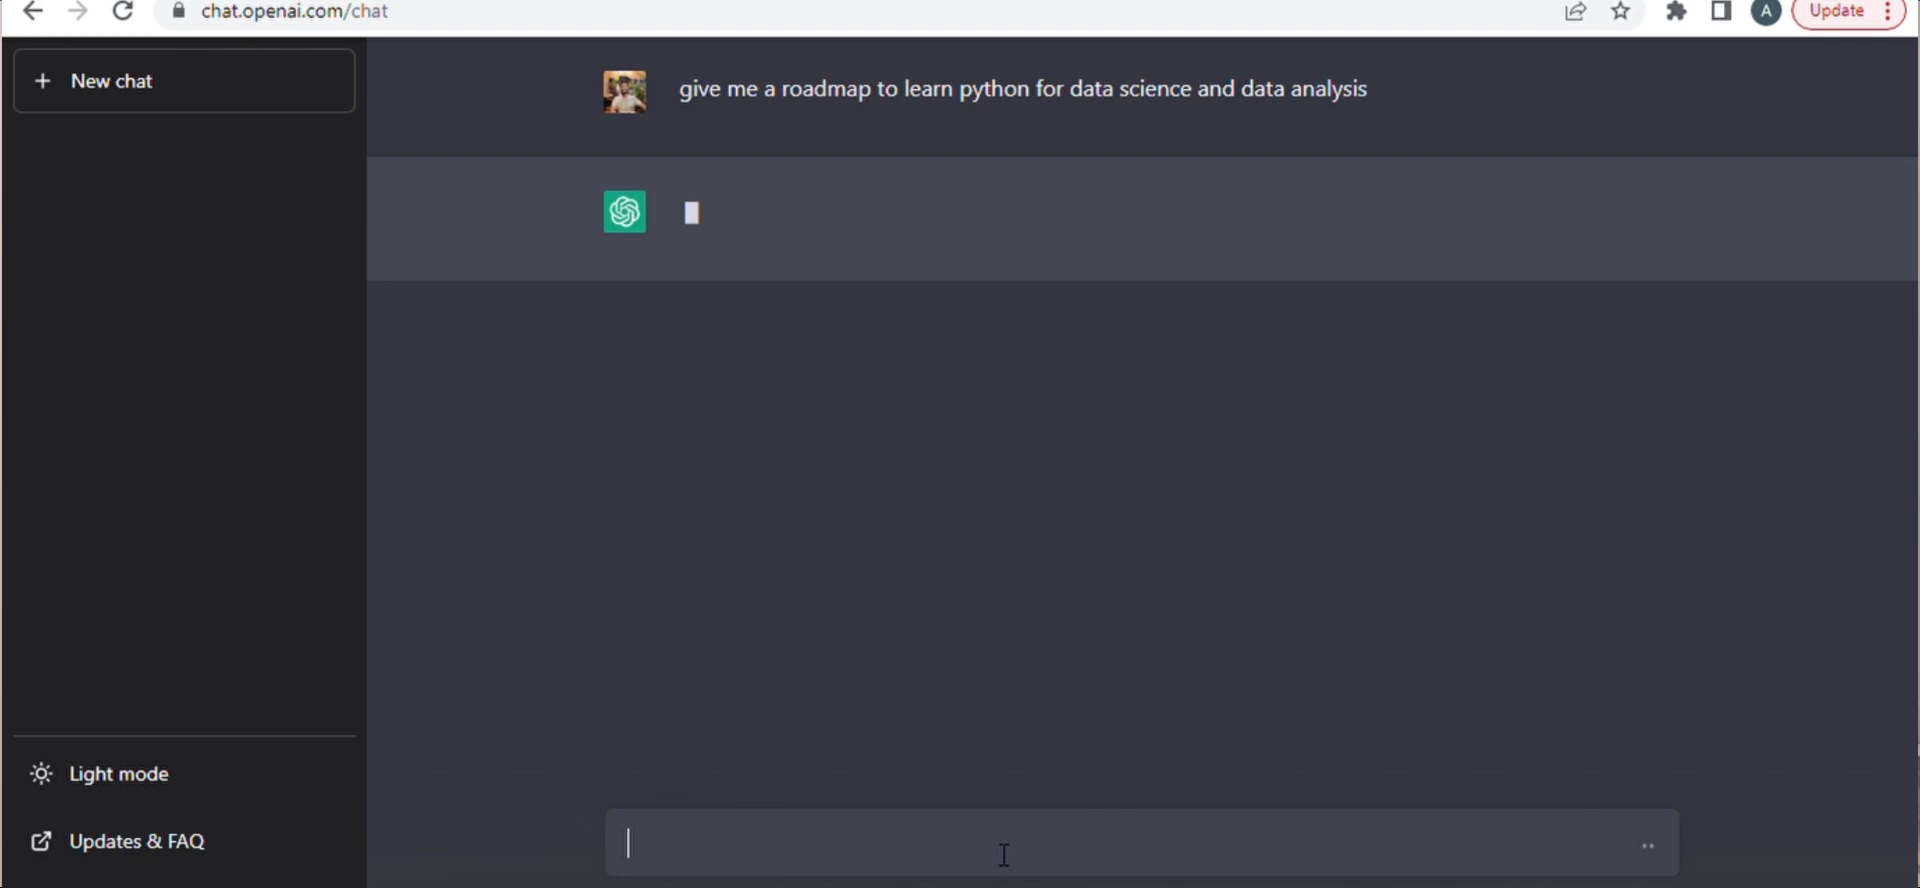 chat.openai.com/chat
A
Update
New chat
give me a roadmap to learn python for data science and data analysis
Light mode
Updates & FAQ